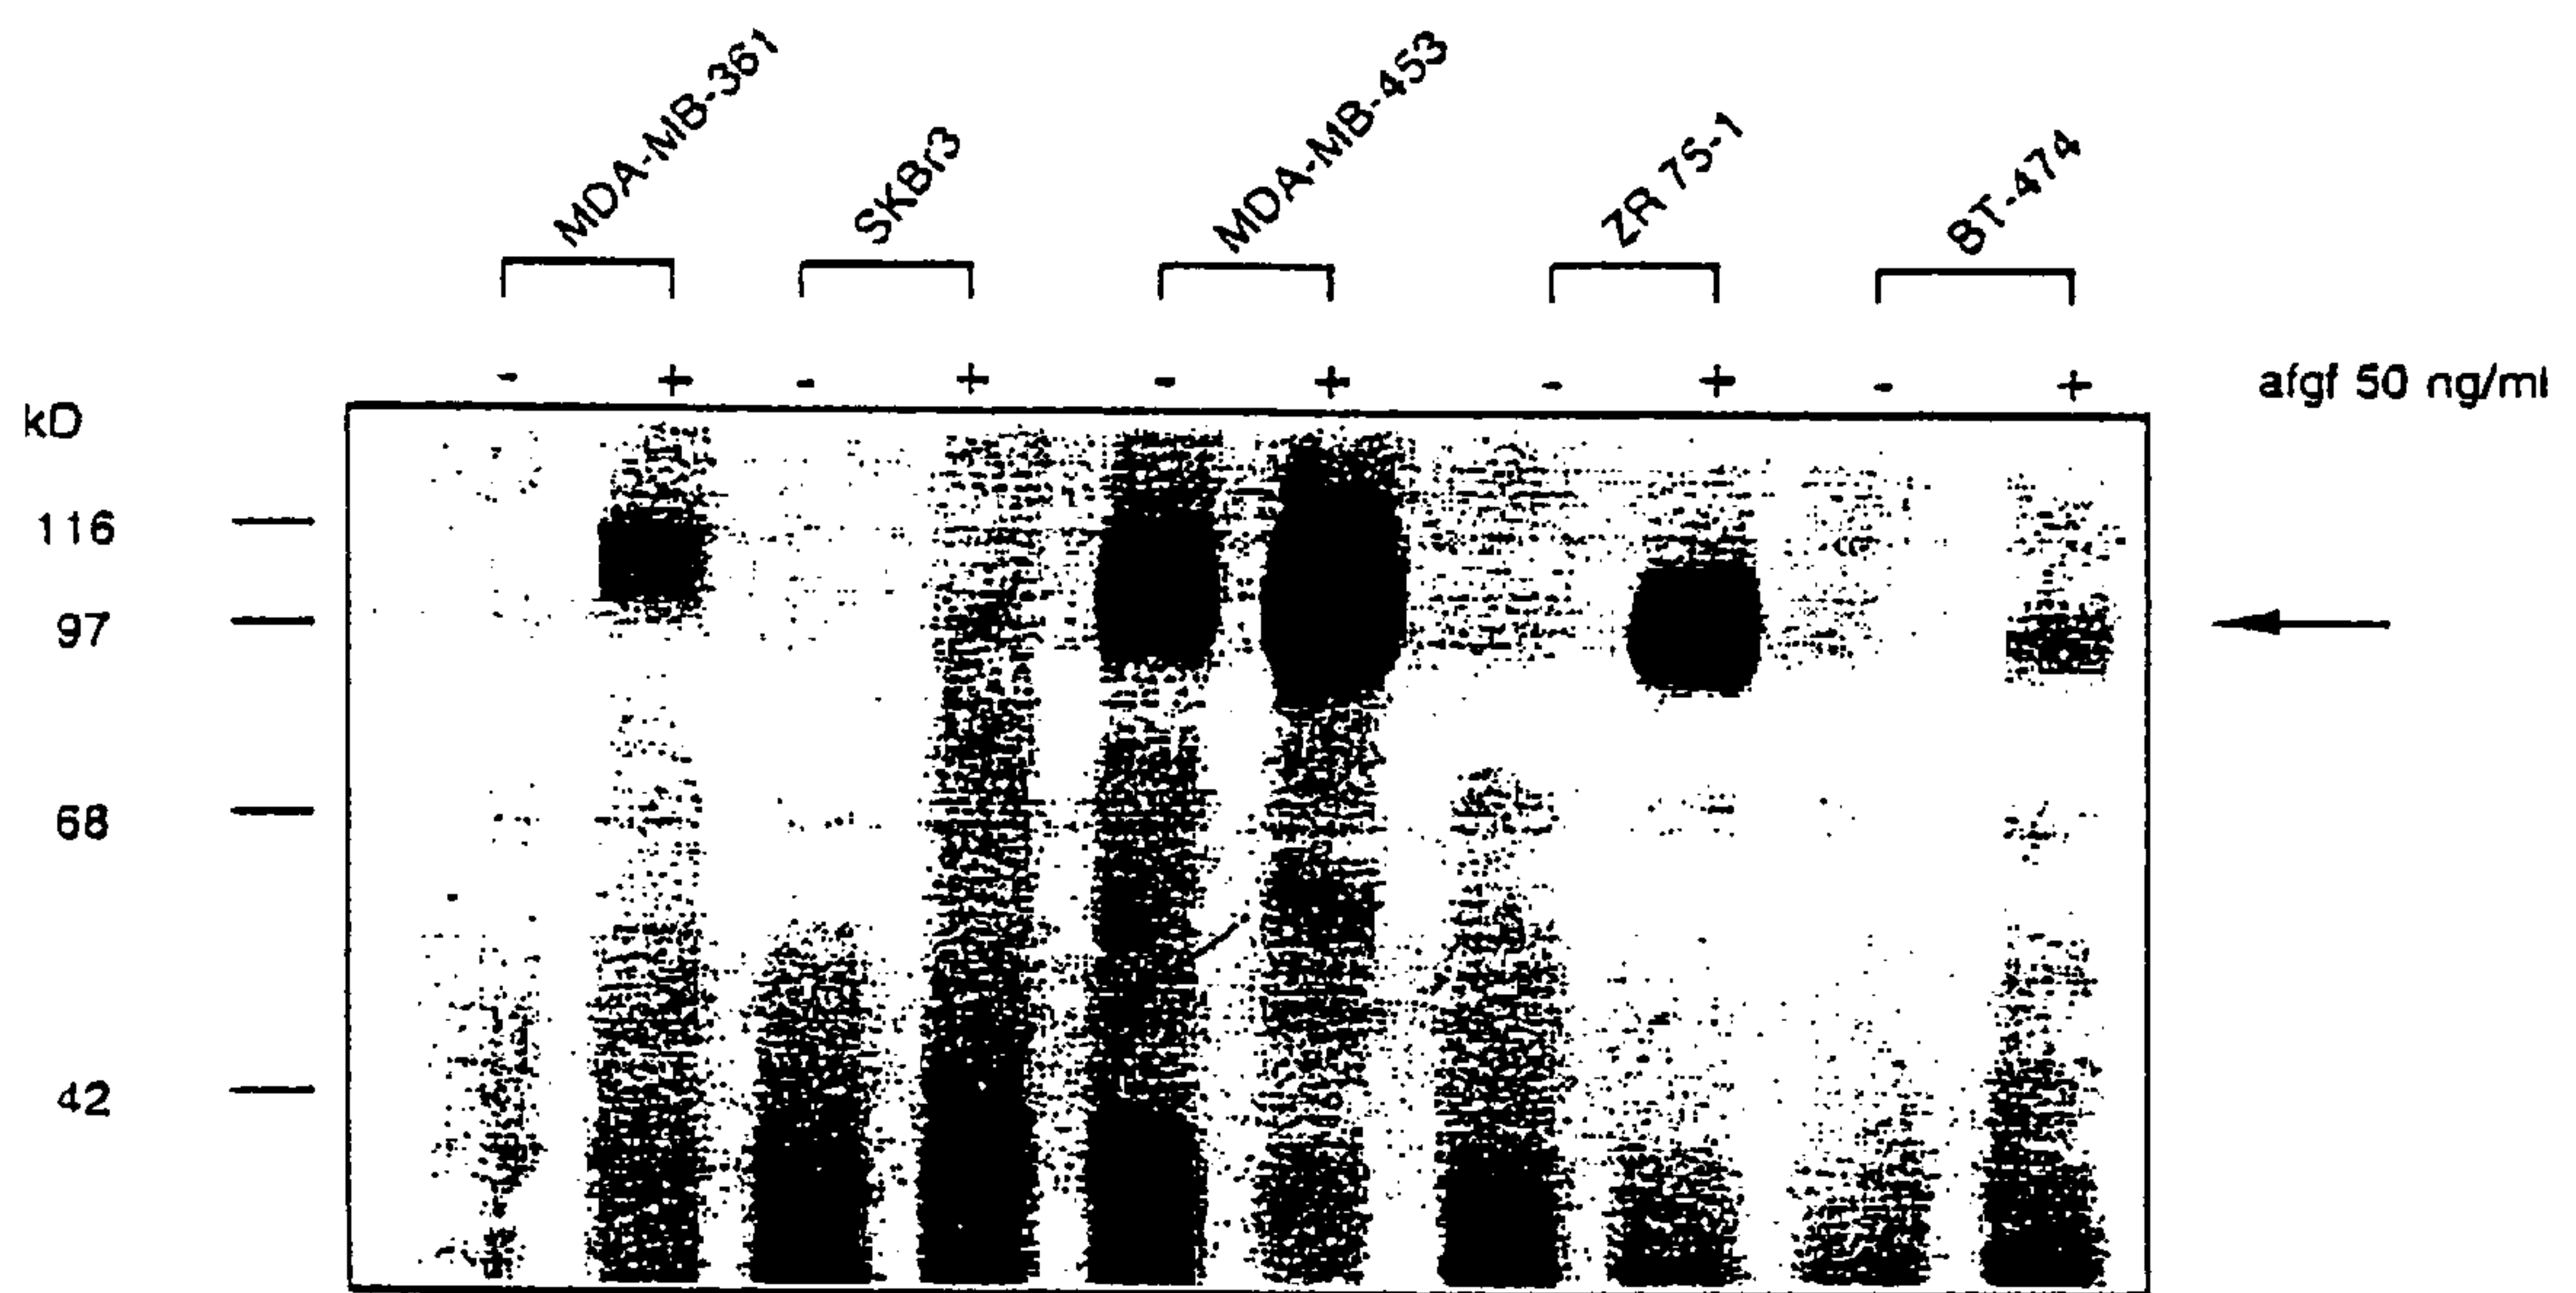 MDA-MB-361
SKBr3
MDA-MB-453
ZR 75-1
BT-474
- + - + - + - + - + afgf 50 ng/ml
kD
116
97
68
42